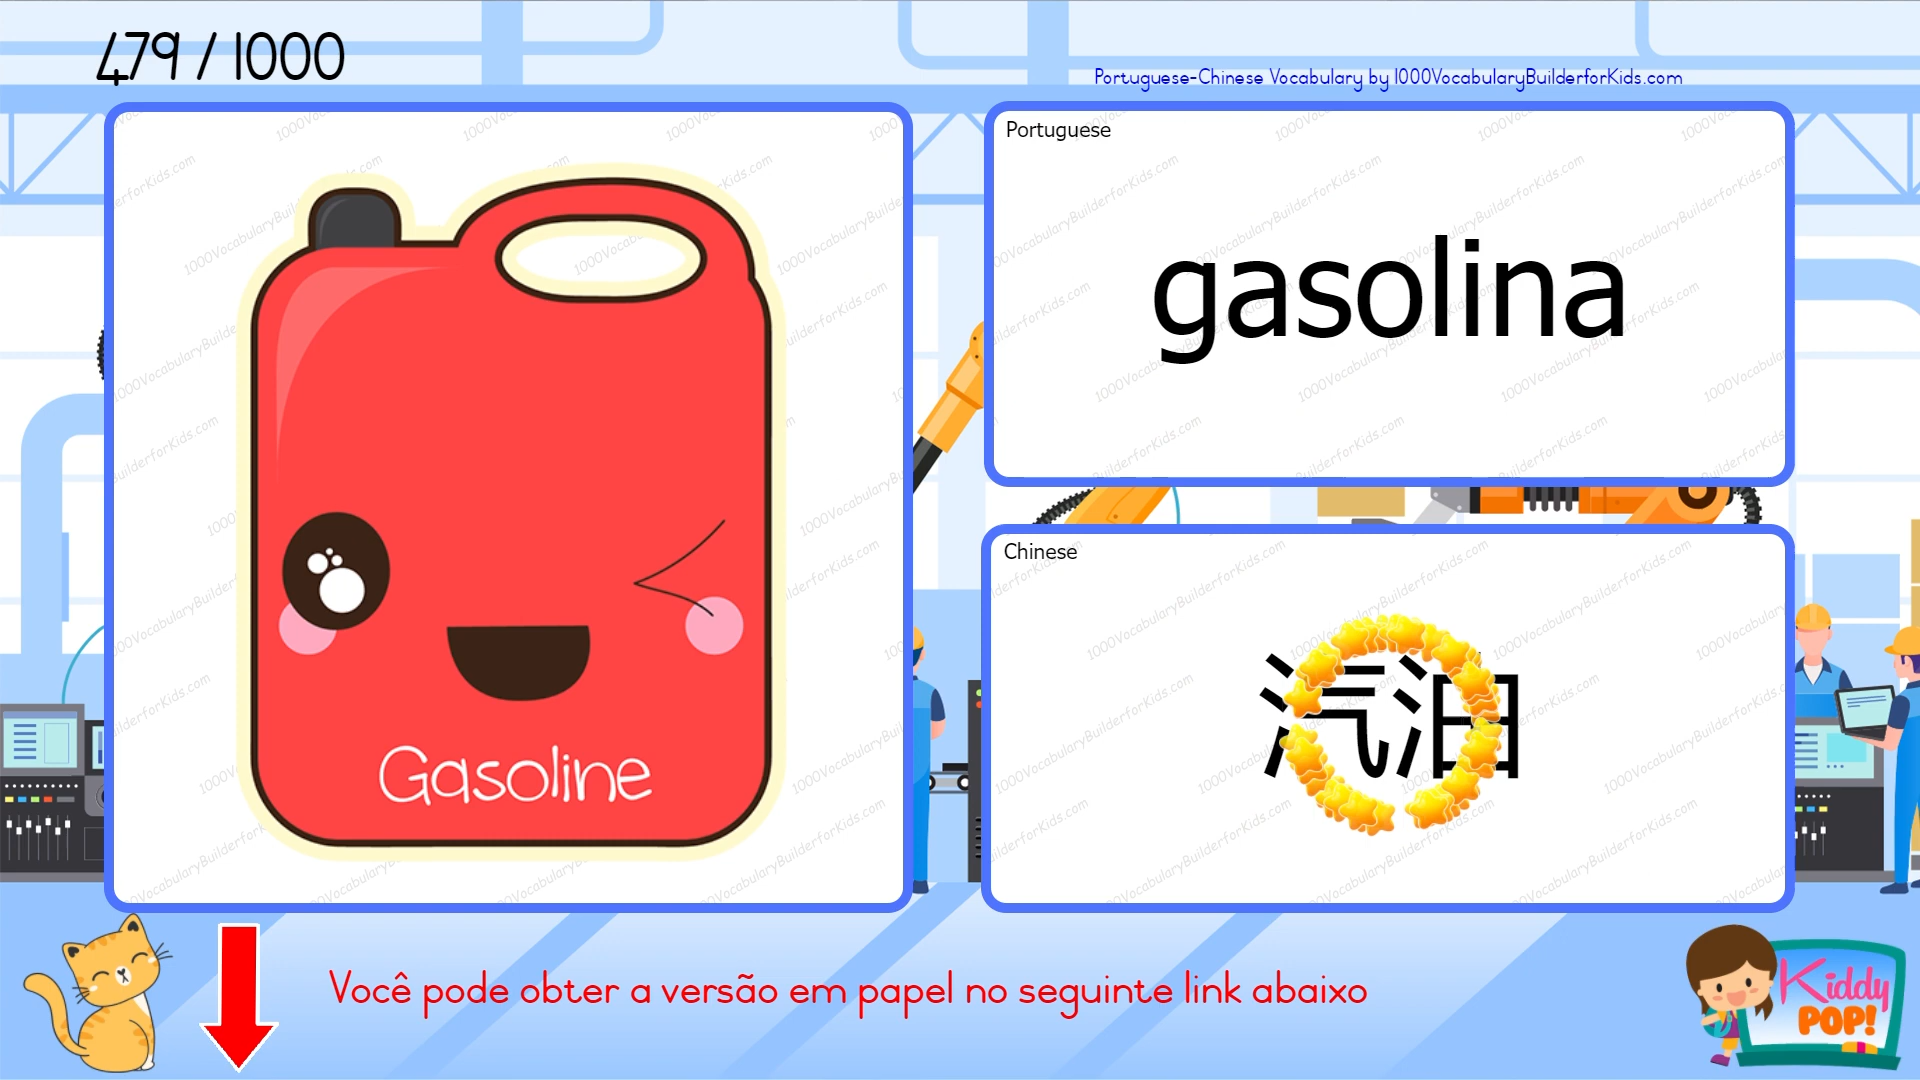 479 / 1000
Portuguese-Chinese Vocabulary by 1000VocabularyBuilderforKids.com
Portuguese
gasolina
Gasoline
Chinese
汽油
Você pode obter a versão em papel no seguinte link abaixo
Kiddy
POP!